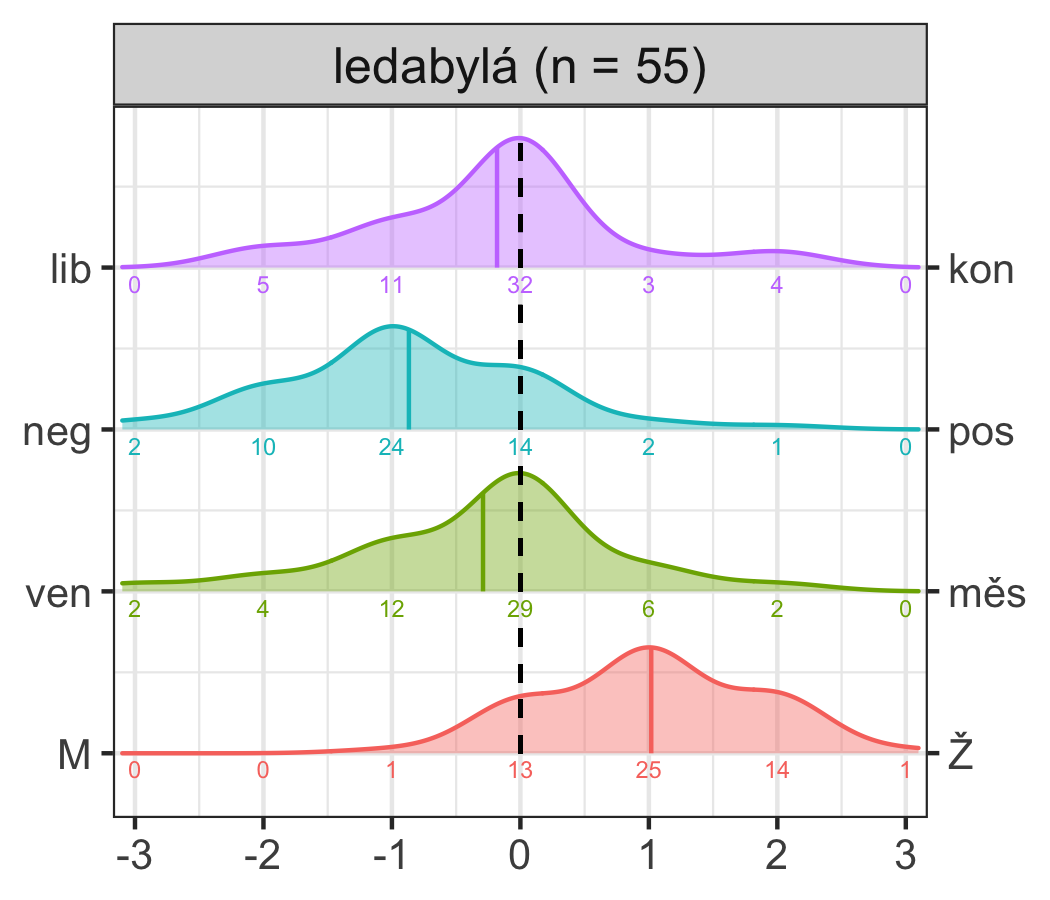 ledabylá (n = 55)
lib kon
0 5 11 32 3 4 0
neg pos
2 10 24 14 2 1 0
ven měs
2 4 12 29 6 2 0
M Ž
0 0 1 13 25 14 1
-3 -2 -1 0 1 2 3